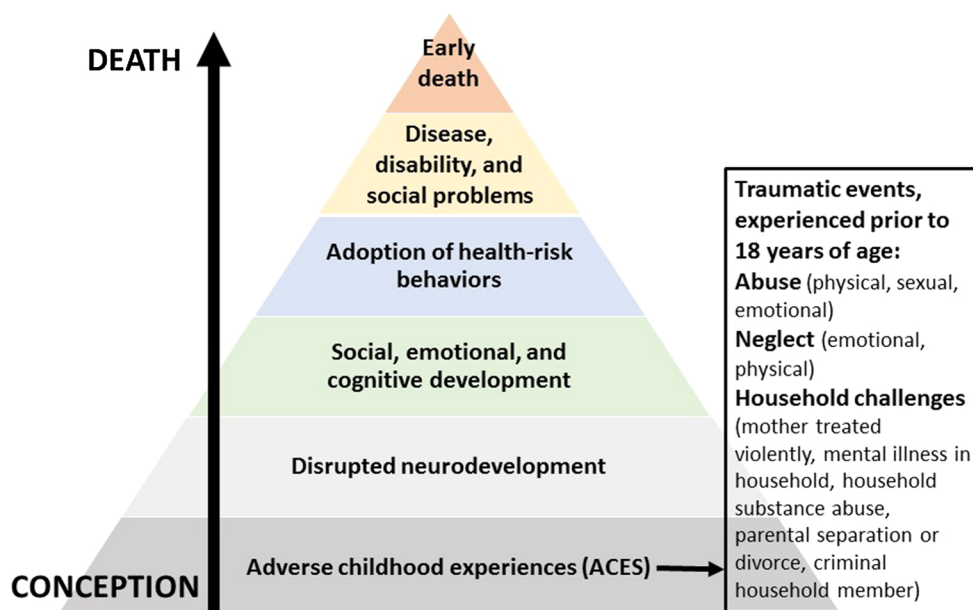 DEATH
Early
death
Disease,
disability, and
social problems
Adoption of health-risk
behaviors
Social, emotional, and
cognitive development
Disrupted neurodevelopment
Adverse childhood experiences (ACES)
CONCEPTION
Traumatic events,
experienced prior to
18 years of age:
Abuse (physical, sexual,
emotional)
Neglect (emotional,
physical)
Household challenges
(mother treated
violently, mental illness in
household, household
substance abuse,
parental separation or
divorce, criminal
household member)